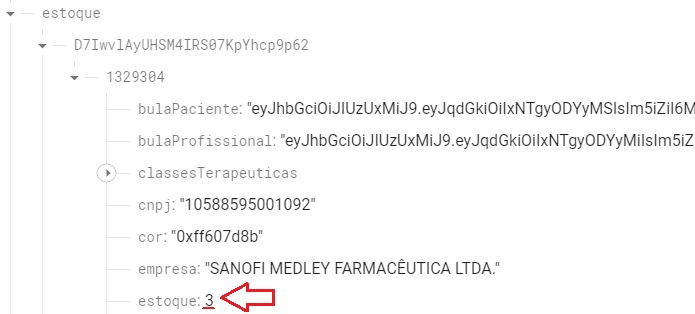 estoque
D7IwvlAyUHSM4IRS07KpYhcp9p62
1329304
bulaPaciente: "eyJhbGciOiJIUzUxMiJ9.eyJqdGkiOiIxNTgyODYyMSIsIm5iZiI6M
bulaProfissional: "eyJhbGciOiJIUzUxMiJ9.eyJqdGkiOiIxNTgyODYyMiIsIm5iZ
classesTerapeuticas
cnpj: "10588595001092"
cor: "0xff607d8b"
empresa: "SANOFI MEDLEY FARMACÊUTICA LTDA."
estoque: 3